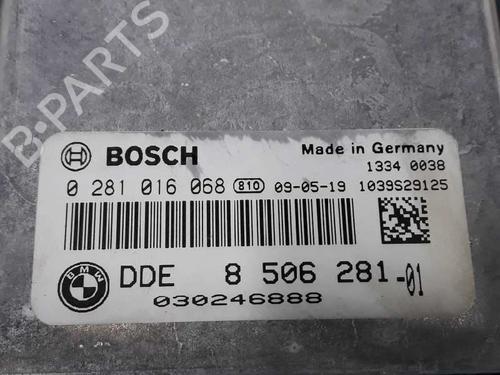 B-PARTS
BOSCH
Made in Germany
1334 0038
0 281 016 068 810 09-05-19 1039S29125
BMW
DDE 8 506 281-01
030246888